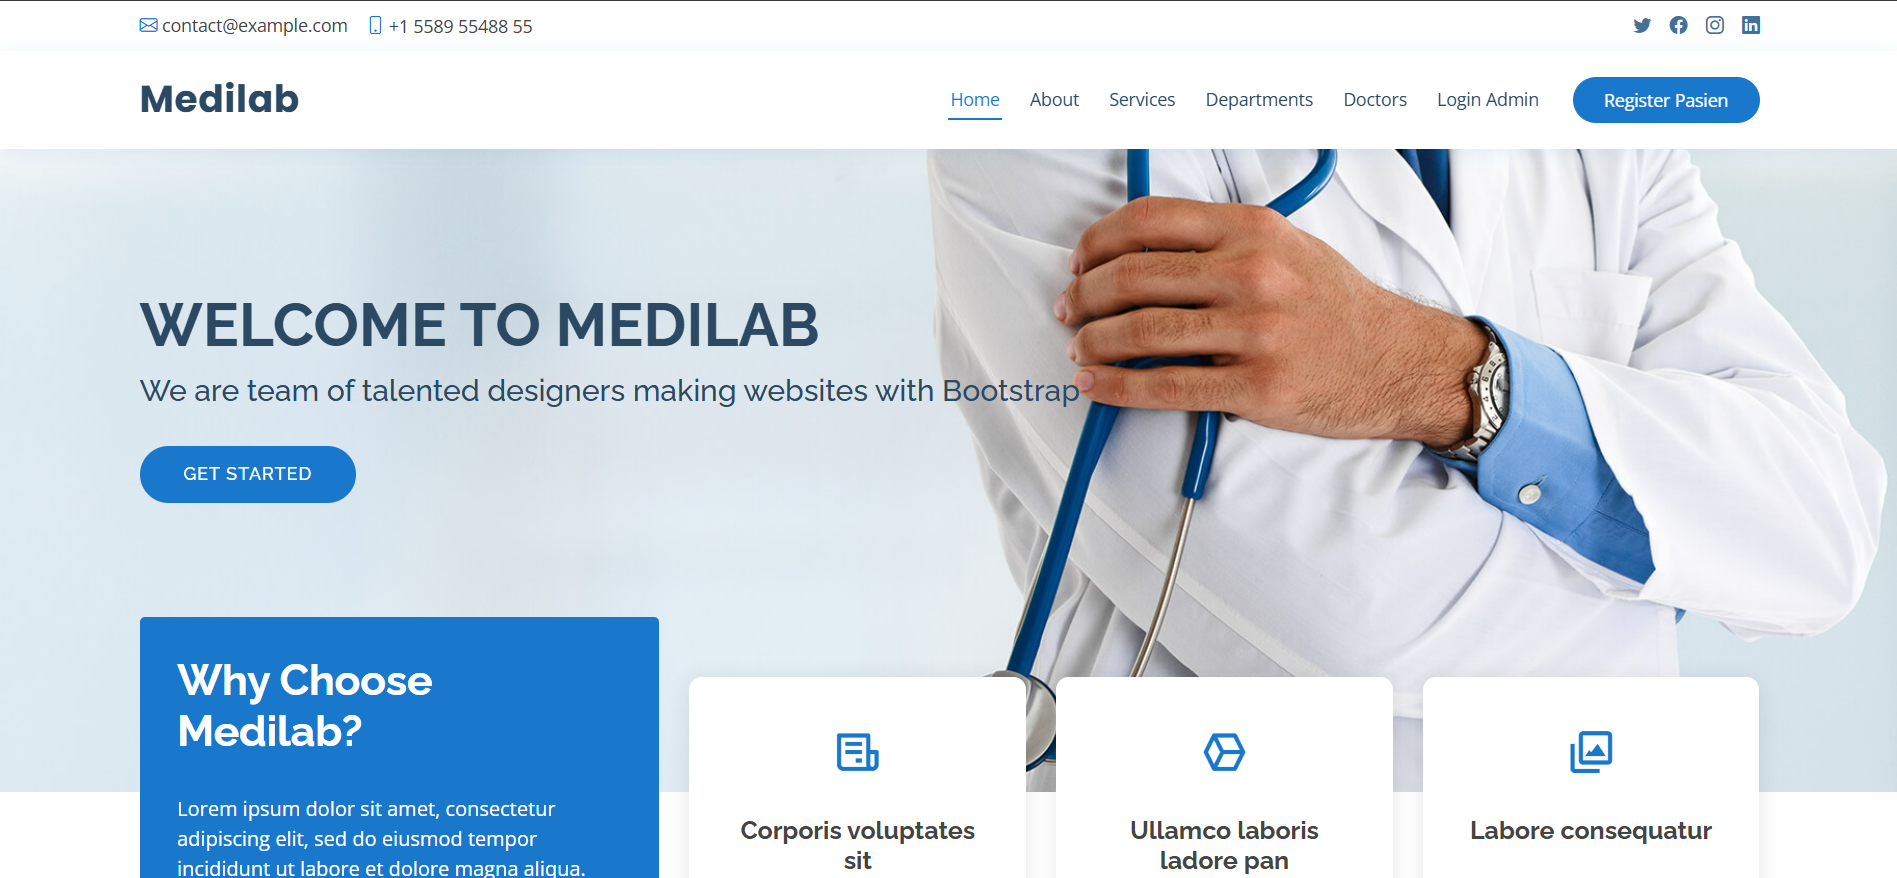 contact@example.com +1 5589 55488 55
Medilab
Home About Services Departments Doctors Login Admin Register Pasien
WELCOME TO MEDILAB
We are team of talented designers making websites with Bootstrap
GET STARTED
Why Choose
Medilab?
Lorem ipsum dolor sit amet, consectetur
adipiscing elit, sed do eiusmod tempor
incididunt ut labore et dolore magna aliqua.
Corporis voluptates
sit
Ullamco laboris
ladore pan
Labore consequatur